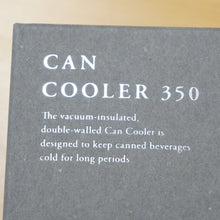 CAN
COOLER 350
The vacuum-insulated,
double-walled Can Cooler is
designed to keep canned beverages
cold for long periods